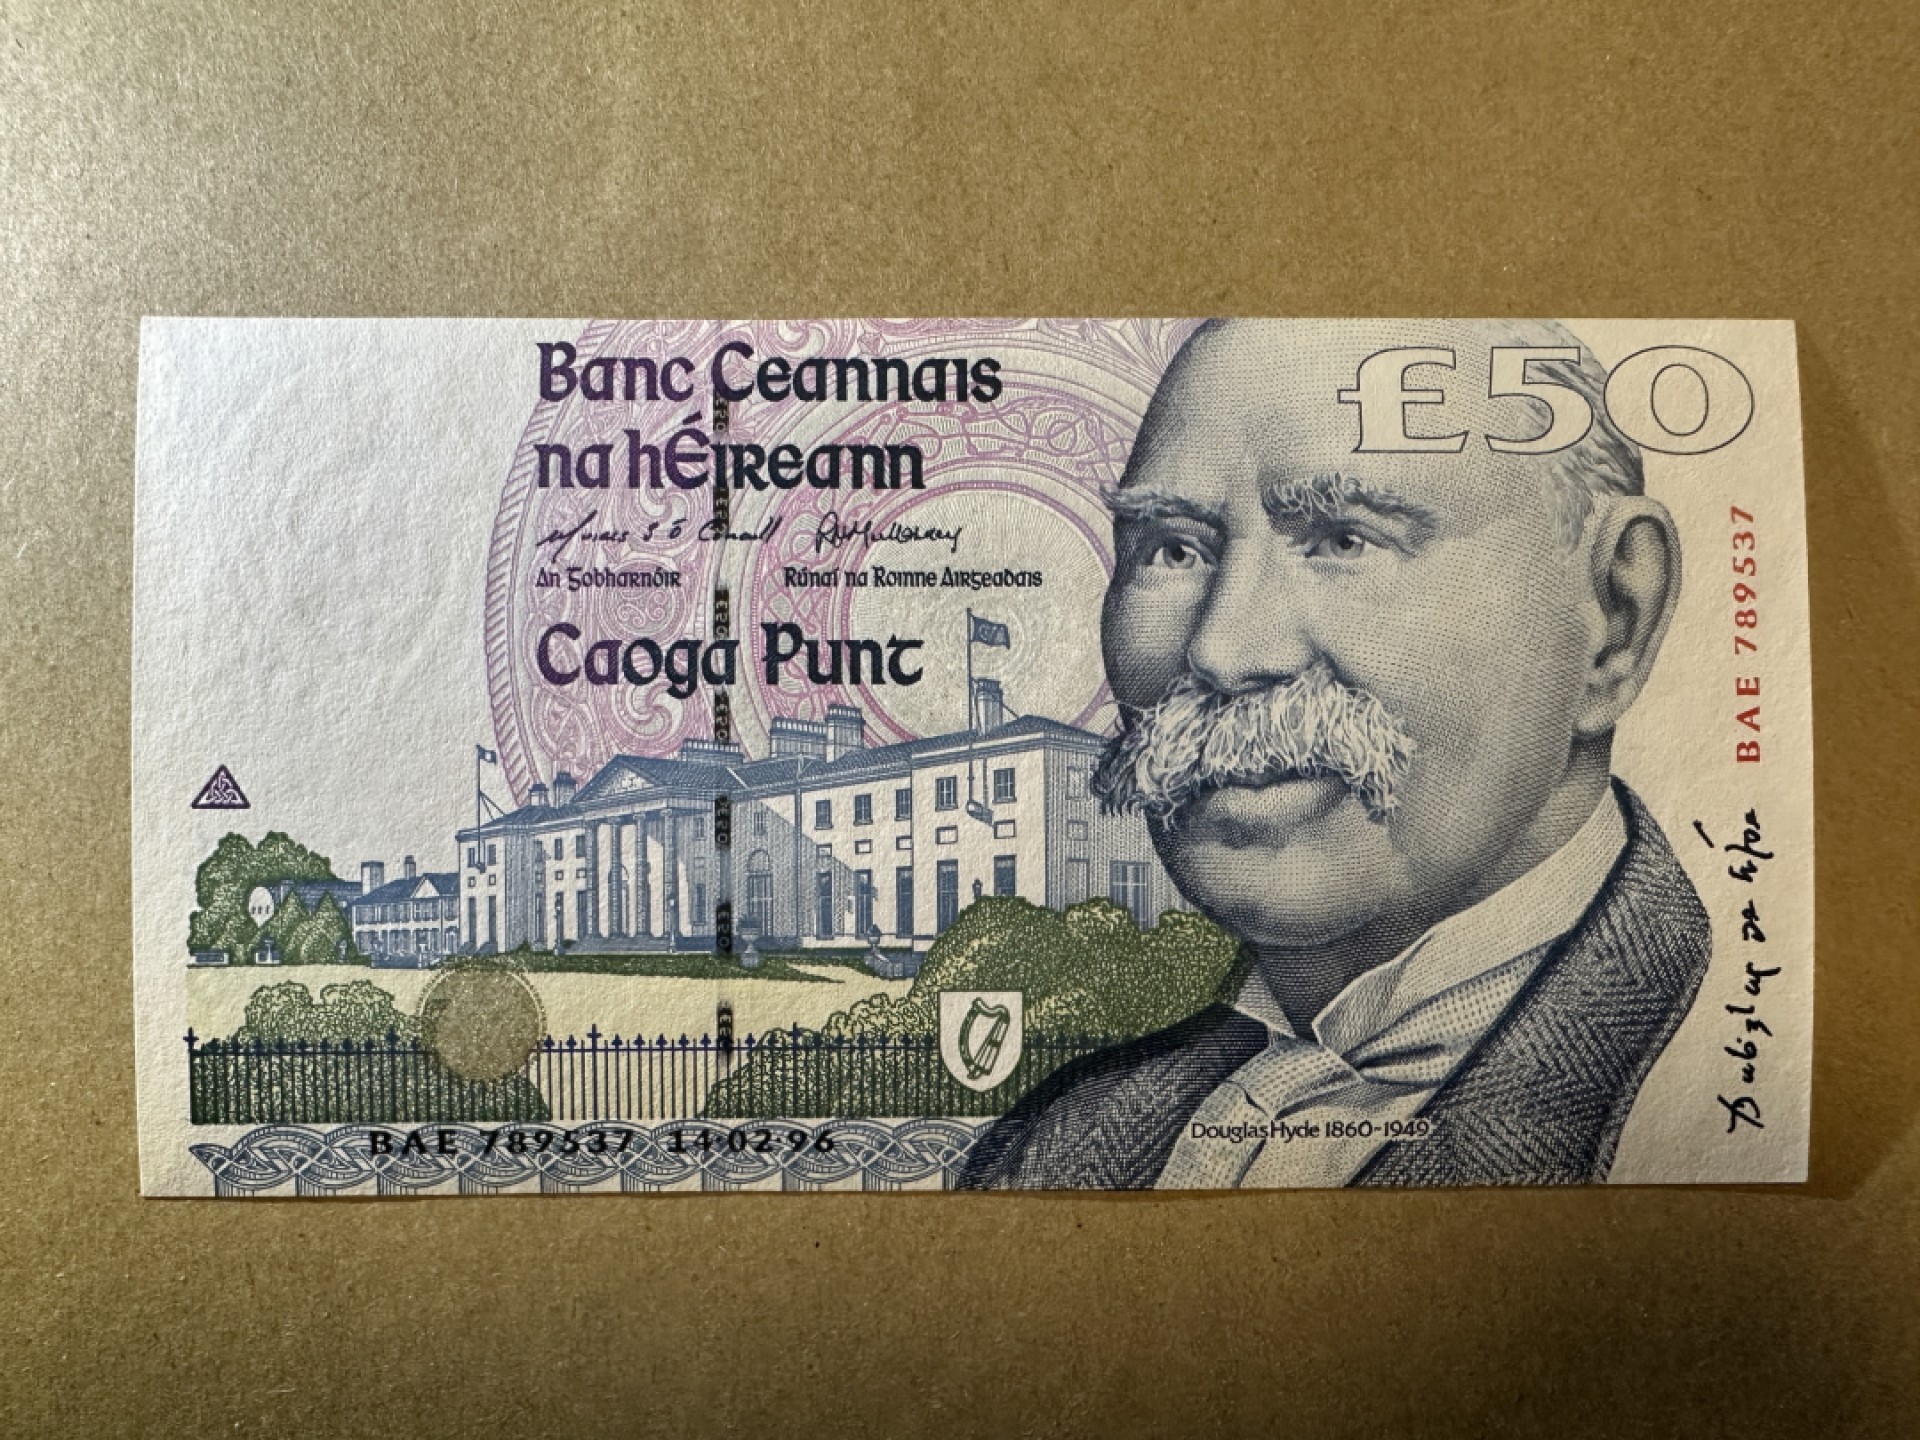 Banc Ceannais
na hÉireann
£50
An Gobharnóir
Rúnaí na Roinne Airgeadais
Caoga Punt
BAE 789537
BAE 789537 14·02·96
Douglas Hyde 1860-1949